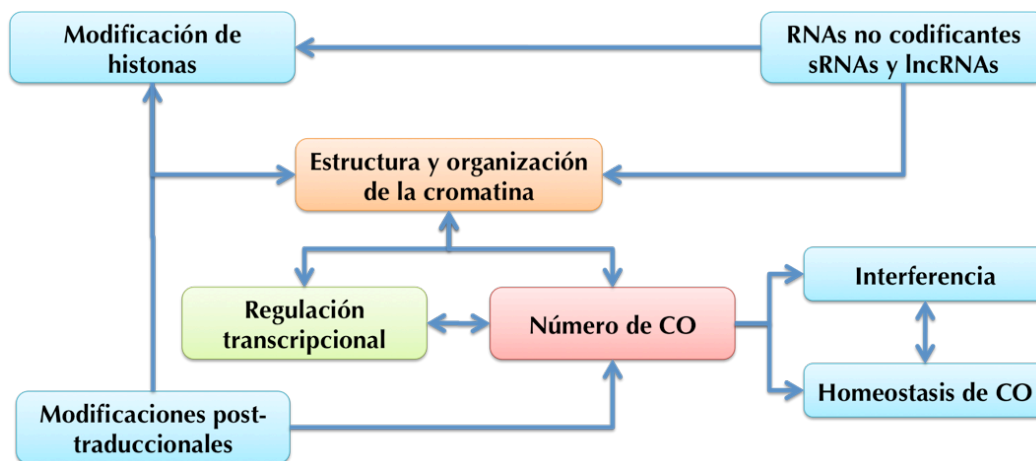 Modificación de
histonas
RNAs no codificantes
sRNAs y lncRNAs
Estructura y organización
de la cromatina
Regulación
transcripcional
Número de CO
Interferencia
Homeostasis de CO
Modificaciones post-
traduccionales